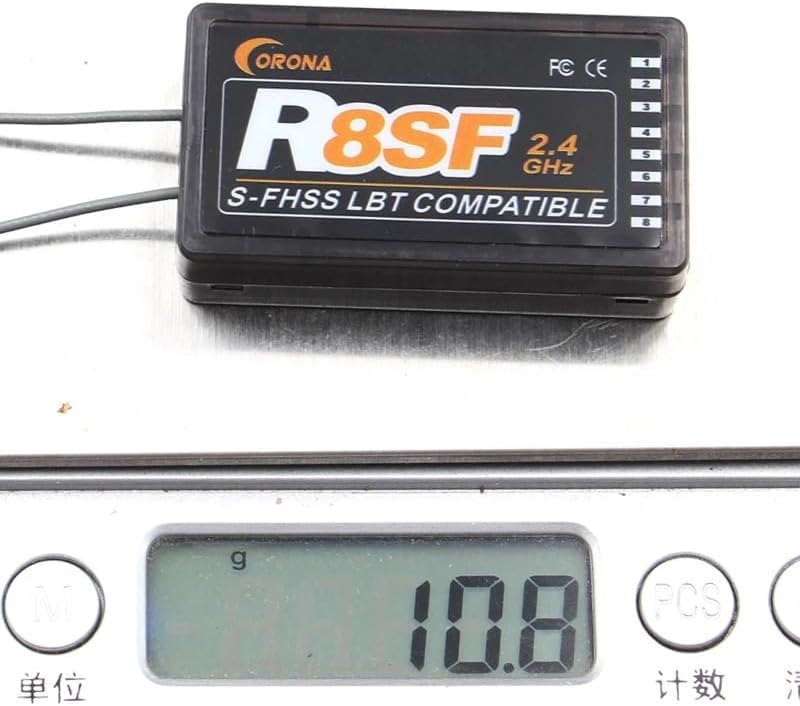 CORONA
FC CE
R8SF 2.4 GHz
S-FHSS LBT COMPATIBLE
1
2
3
4
5
6
7
8
g
10.8
M
PCS
单位
计数